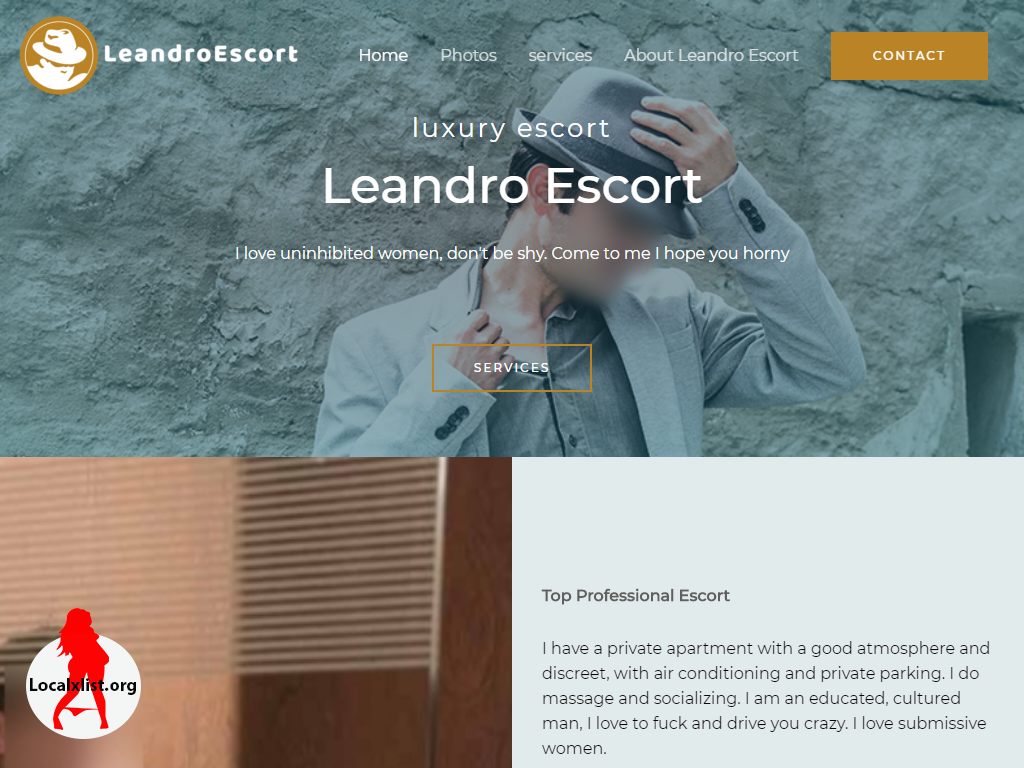 LeandroEscort
Home Photos services About Leandro Escort CONTACT
luxury escort
Leandro Escort
I love uninhibited women, don't be shy. Come to me I hope you horny
SERVICES
Top Professional Escort
I have a private apartment with a good atmosphere and
discreet, with air conditioning and private parking. I do
massage and socializing. I am an educated, cultured
man, I love to fuck and drive you crazy. I love submissive
women.
Localxlist.org